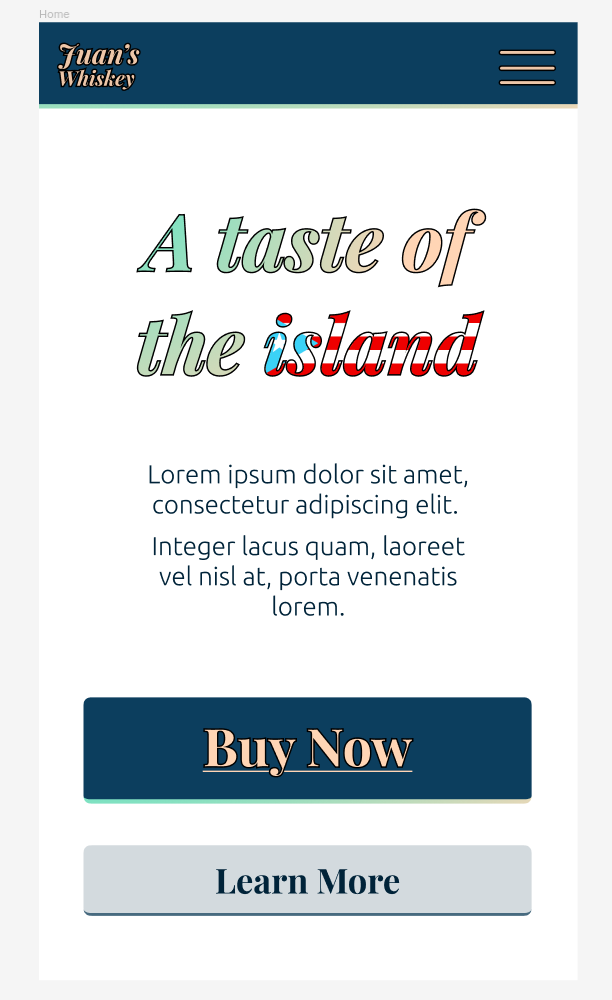 Home
Juan's
Whiskey
A taste of
the island
Lorem ipsum dolor sit amet,
consectetur adipiscing elit.
Integer lacus quam, laoreet
vel nisl at, porta venenatis
lorem.
Buy Now
Learn More